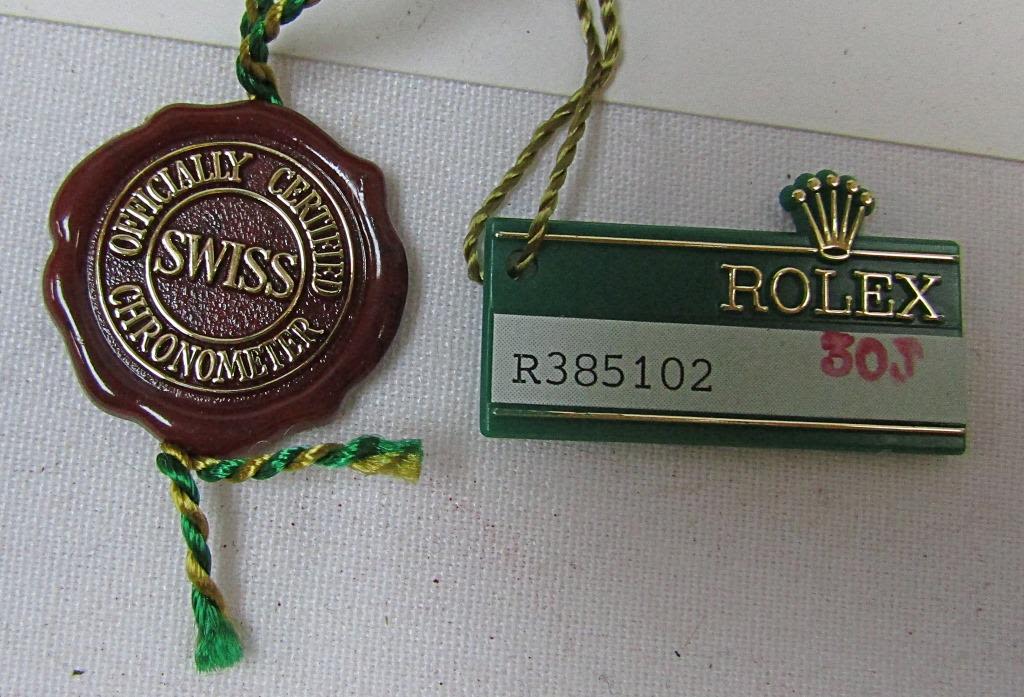 OFFICIALLY CERTIFIED
SWISS
CHRONOMETER
ROLEX
R385102
30J